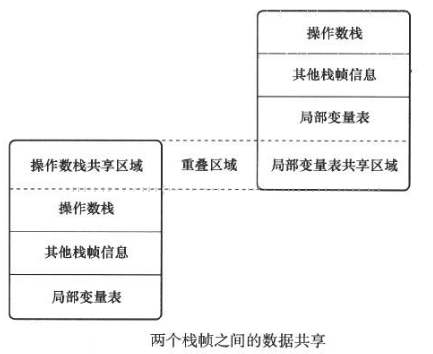 操作数栈
其他栈帧信息
局部变量表
操作数栈共享区域 重叠区域 局部变量表共享区域
操作数栈
其他栈帧信息
局部变量表
两个栈帧之间的数据共享